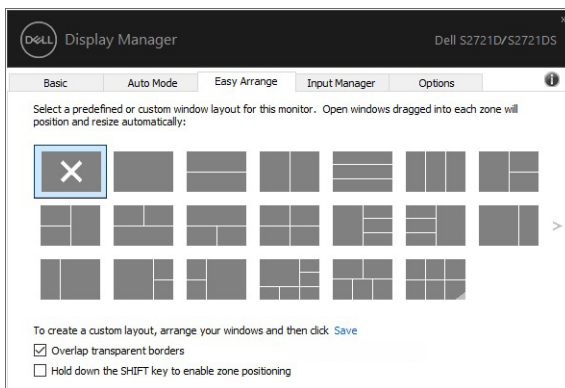 DELL Display Manager Dell S2721D/S2721DS
Basic Auto Mode Easy Arrange Input Manager Options
Select a predefined or custom window layout for this monitor. Open windows dragged into each zone will
position and resize automatically:
To create a custom layout, arrange your windows and then click Save
Overlap transparent borders
Hold down the SHIFT key to enable zone positioning